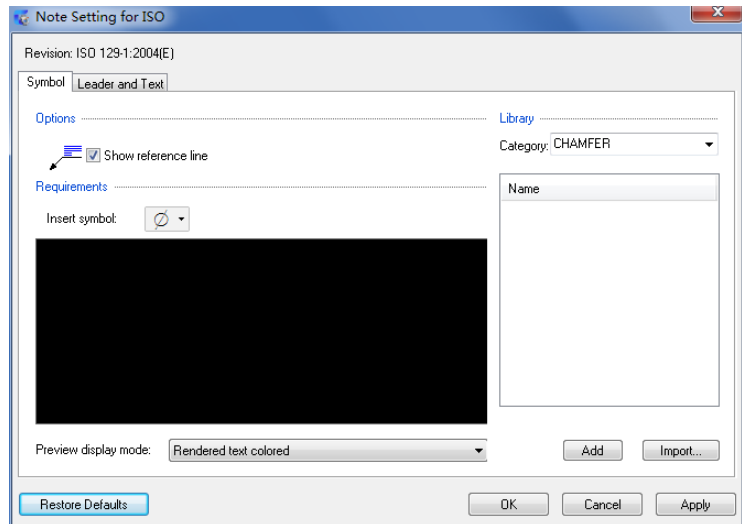 Note Setting for ISO
Revision: ISO 129-1:2004(E)
Symbol
Leader and Text
Options
Show reference line
Requirements
Insert symbol: Ø
Preview display mode: Rendered text colored
Library
Category: CHAMFER
Name
Add
Import...
Restore Defaults
OK
Cancel
Apply